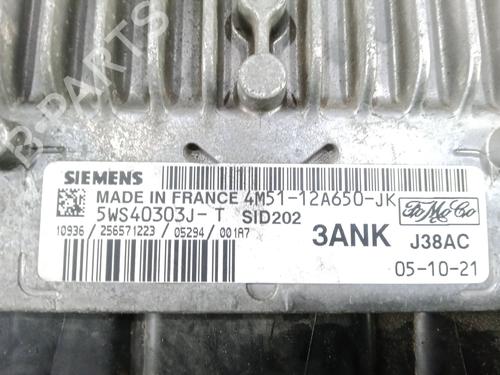 B-PARTS
SIEMENS
MADE IN FRANCE 4M51-12A650-JK
5WS40303J-T SID202
FoMoCo
10936 / 256571223 / 05294 / 001A7
3ANK J38AC
05-10-21